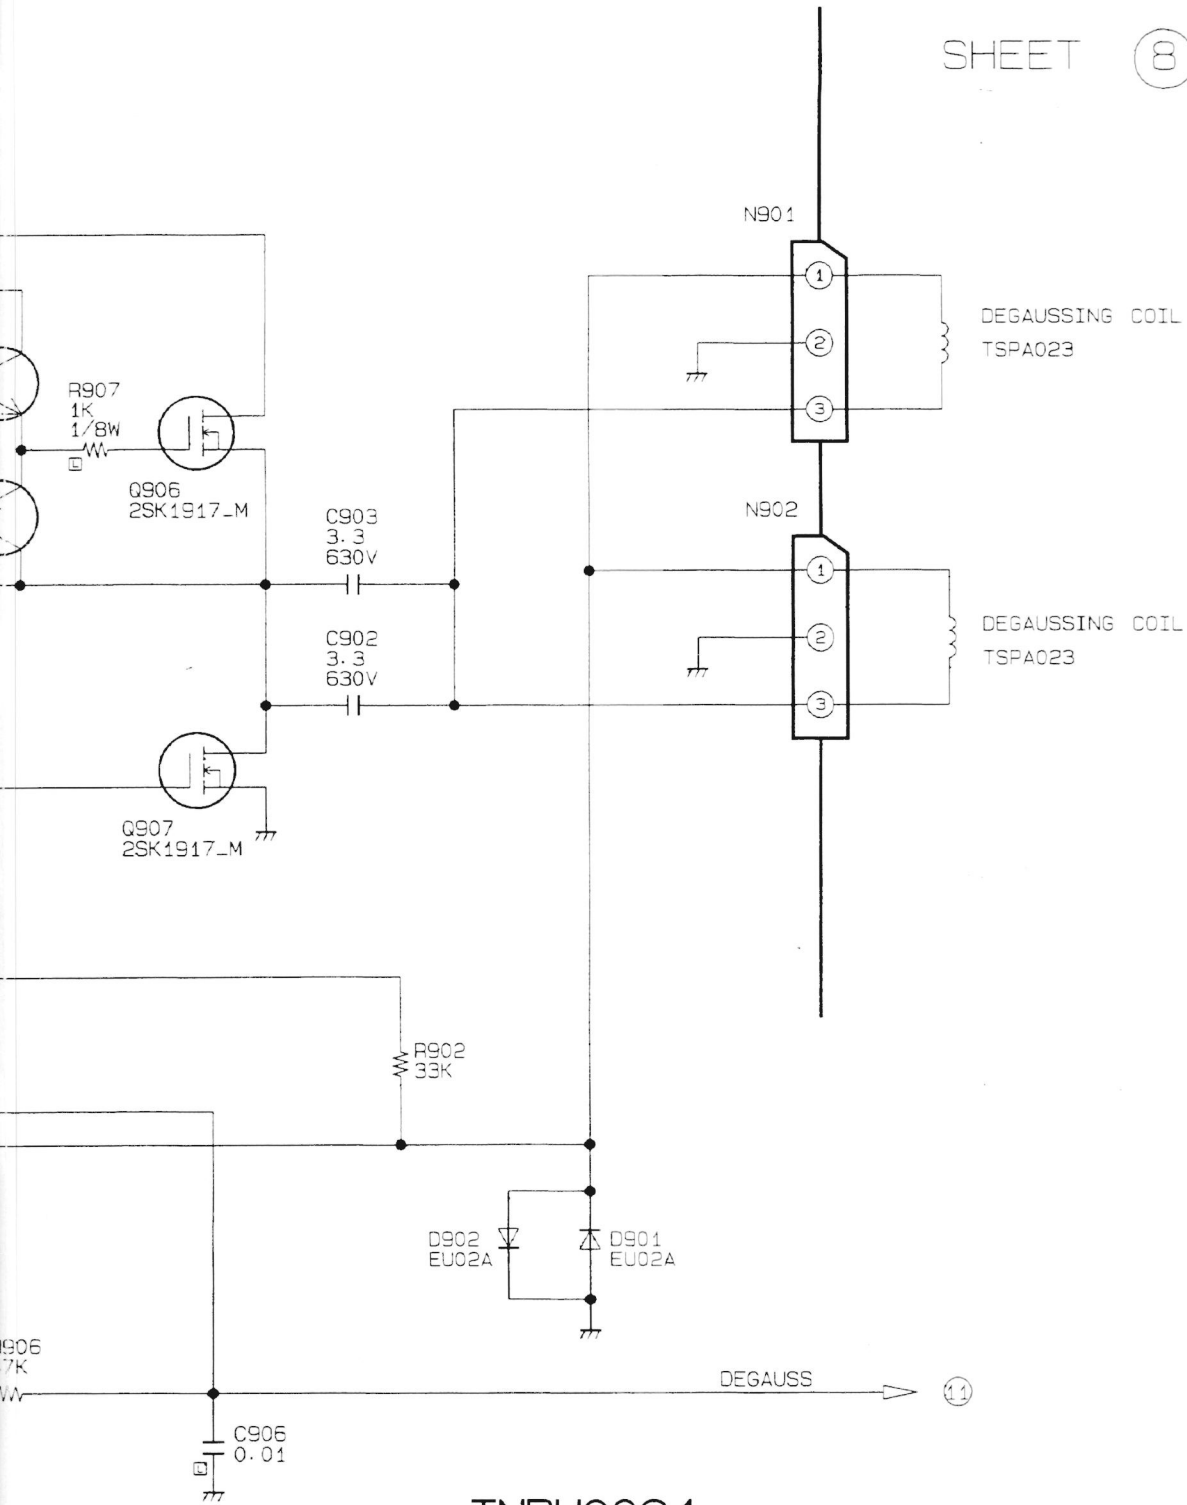 SHEET 8
N901
1
DEGAUSSING COIL
TSPA023
2
R907
1K
1/8W
3
L
Q906
2SK1917_M
N902
C903
3.3
630V
1
DEGAUSSING COIL
TSPA023
C902
3.3
630V
2
3
Q907
2SK1917_M
R902
33K
D902
EU02A
D901
EU02A
DEGAUSS
11
C906
0.01
L